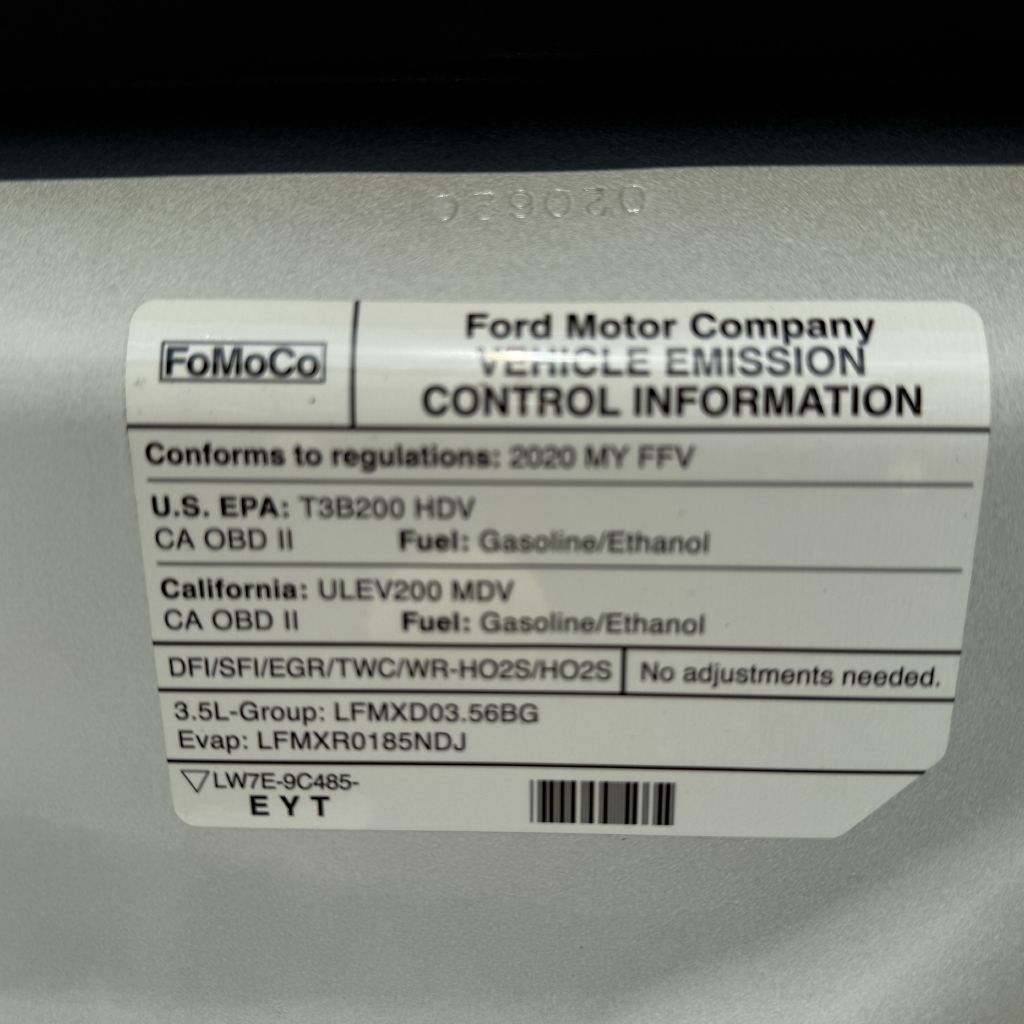 FoMoCo
Ford Motor Company
VEHICLE EMISSION
CONTROL INFORMATION
Conforms to regulations: 2020 MY FFV
U.S. EPA: T3B200 HDV
CA OBD II Fuel: Gasoline/Ethanol
California: ULEV200 MDV
CA OBD II Fuel: Gasoline/Ethanol
DFI/SFI/EGR/TWC/WR-HO2S/HO2S No adjustments needed.
3.5L-Group: LFMXD03.56BG
Evap: LFMXR0185NDJ
LW7E-9C485-
E Y T